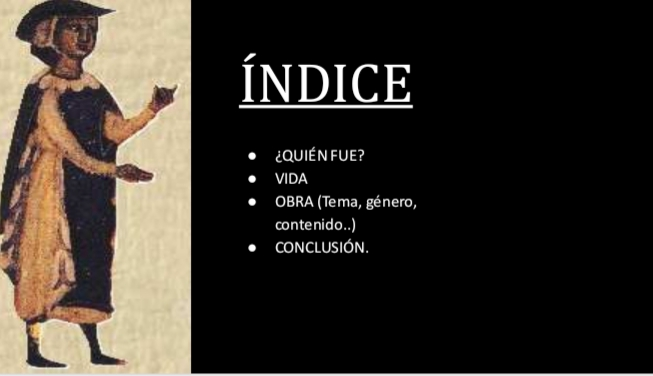 ÍNDICE
● ¿QUIÉN FUE?
● VIDA
● OBRA (Tema, género,
contenido..)
● CONCLUSIÓN.